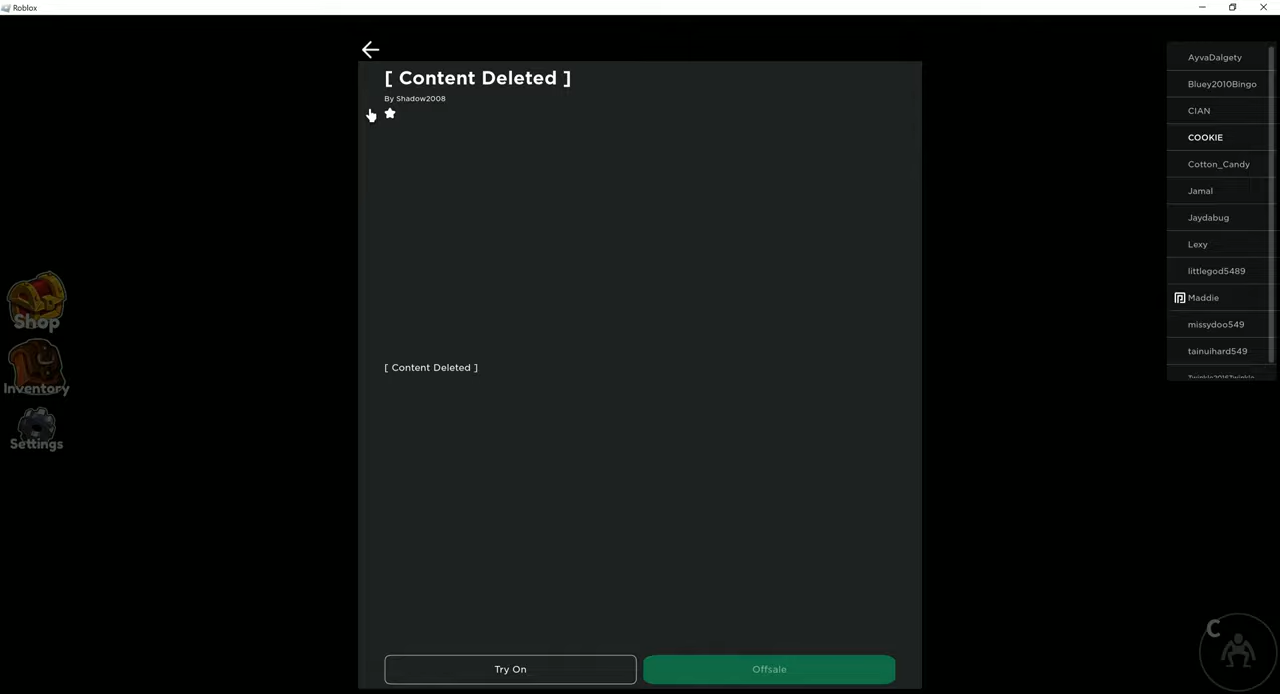 Roblox
[ Content Deleted ]
By Shadow2008
[ Content Deleted ]
Try On
Offsale
Shop
Inventory
Settings
AyvaDalgety
Bluey2010Bingo
CIAN
COOKIE
Cotton_Candy
Jamal
Jaydabug
Lexy
littlegod5489
Maddie
missydoo549
tainuihard549
C